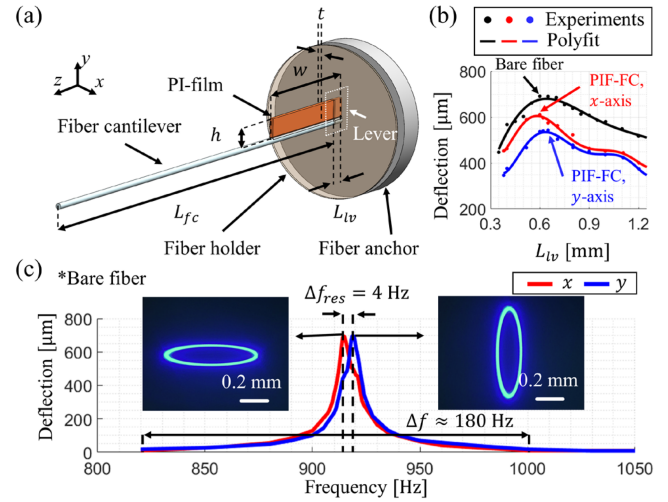 (a)
t
w
y
z
x
PI-film
Fiber cantilever
h
Lever
L_fc
L_lv
Fiber holder
Fiber anchor
(b)
Experiments
Polyfit
Bare fiber
PIF-FC,
x-axis
PIF-FC,
y-axis
Deflection [μm]
800
600
400
200
0.3
0.6
0.9
1.2
L_lv [mm]
(c)
*Bare fiber
Δf_res = 4 Hz
x
y
0.2 mm
0.2 mm
Δf ≈ 180 Hz
Deflection [μm]
800
600
400
200
0
800
850
900
950
1000
1050
Frequency [Hz]